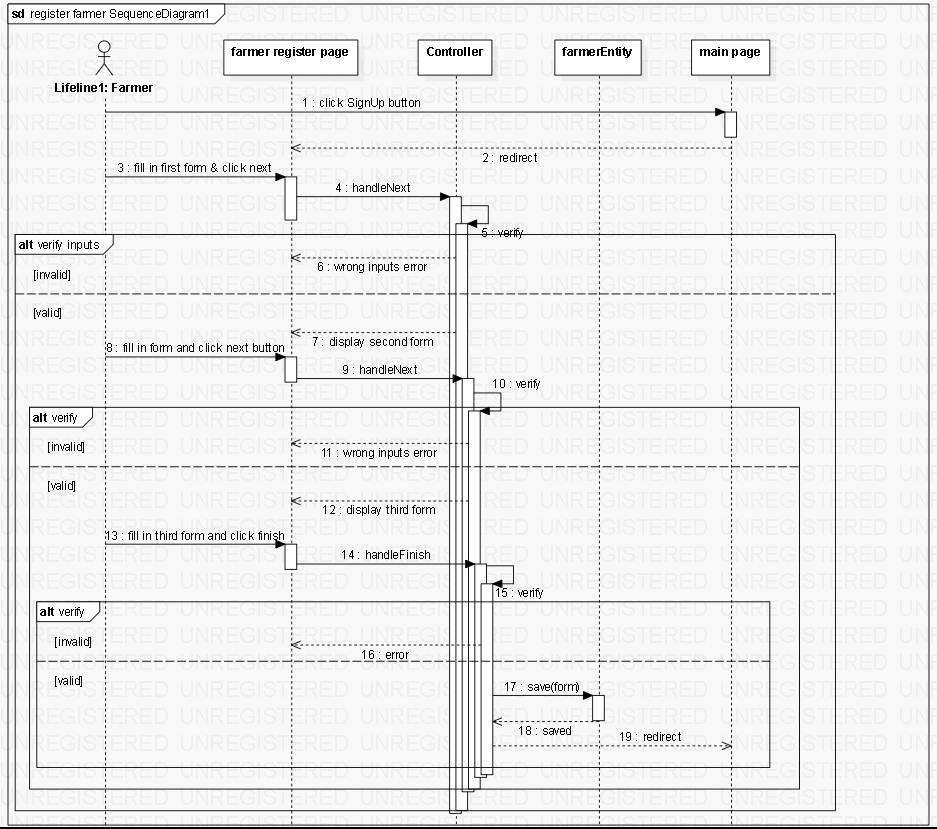 sd register farmer SequenceDiagram1
farmer register page
Controller
farmerEntity
main page
Lifeline1: Farmer
1 : click SignUp button
2 : redirect
3 : fill in first form & click next
4 : handleNext
5 : verify
alt verify inputs
6 : wrong inputs error
[invalid]
[valid]
7 : display second form
8 : fill in form and click next button
9 : handleNext
10 : verify
alt verify
[invalid]
11 : wrong inputs error
[valid]
12 : display third form
13 : fill in third form and click finish
14 : handleFinish
15 : verify
alt verify
[invalid]
16 : error
[valid]
17 : save(form)
18 : saved
19 : redirect
UNREGISTERED